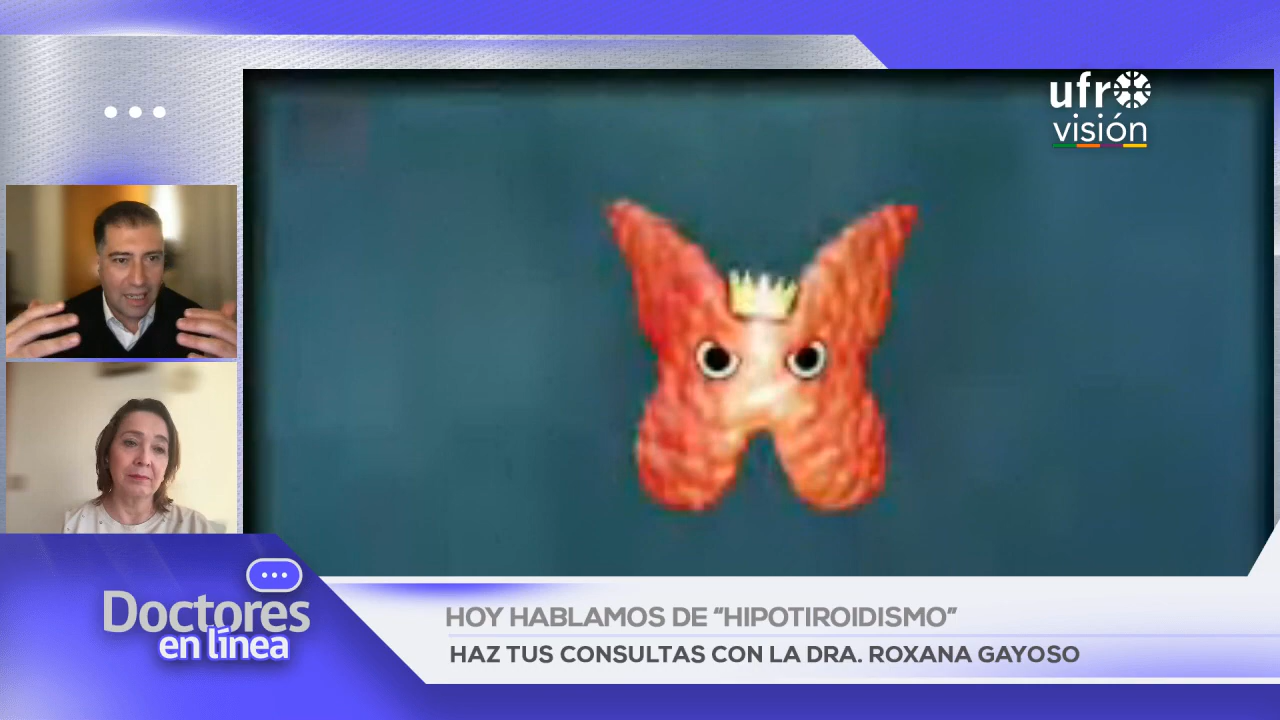 ufro
visión
Doctores
en línea
HOY HABLAMOS DE “HIPOTIROIDISMO”
HAZ TUS CONSULTAS CON LA DRA. ROXANA GAYOSO